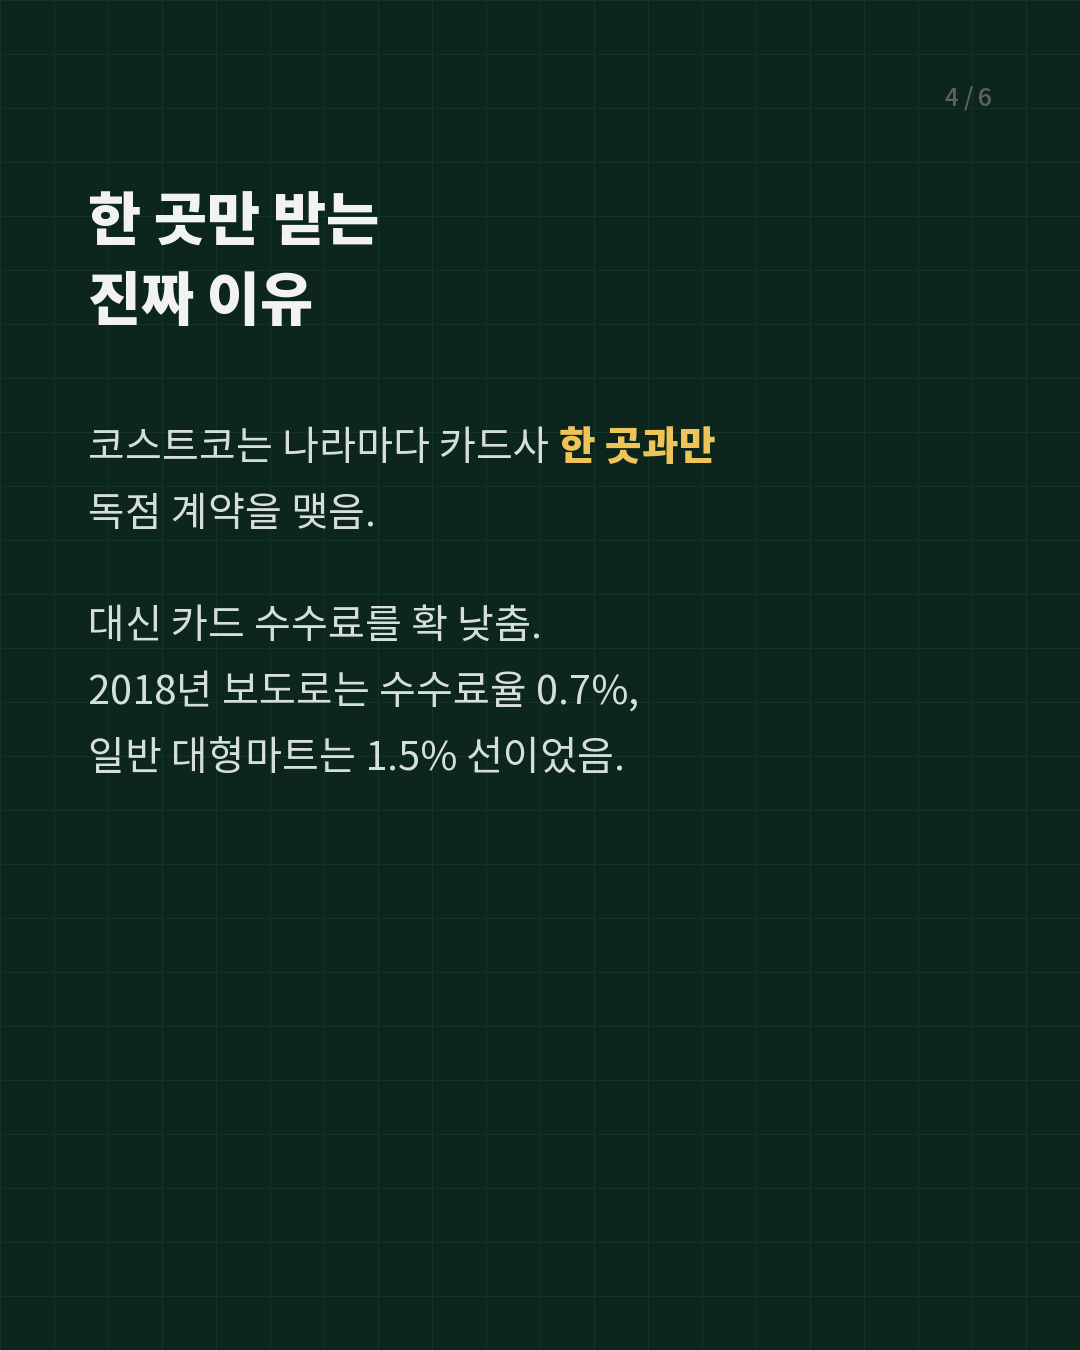 4 / 6
한 곳만 받는
진짜 이유
코스트코는 나라마다 카드사 한 곳과만
독점 계약을 맺음.
대신 카드 수수료를 확 낮춤.
2018년 보도로는 수수료율 0.7%,
일반 대형마트는 1.5% 선이었음.